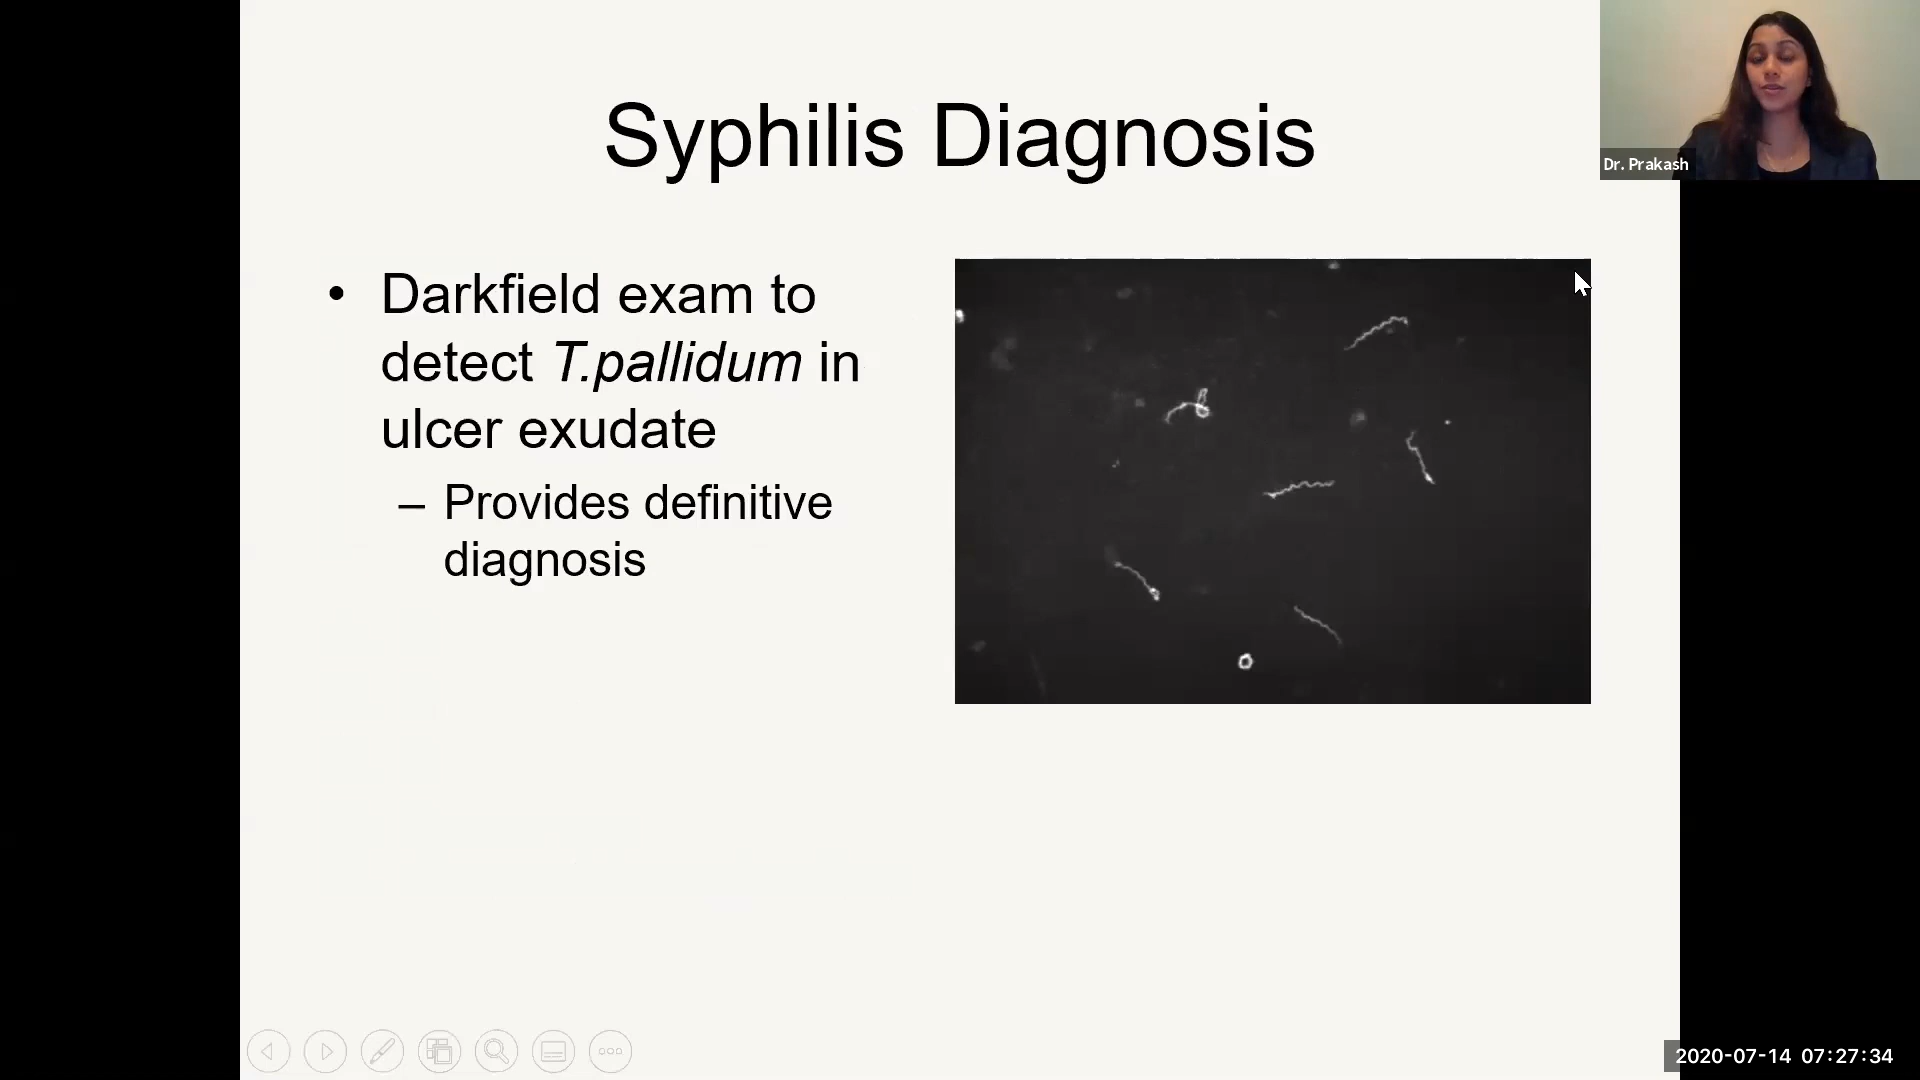 Syphilis Diagnosis
Dr. Prakash
• Darkfield exam to
detect T.pallidum in
ulcer exudate
– Provides definitive
diagnosis
2020-07-14 07:27:34